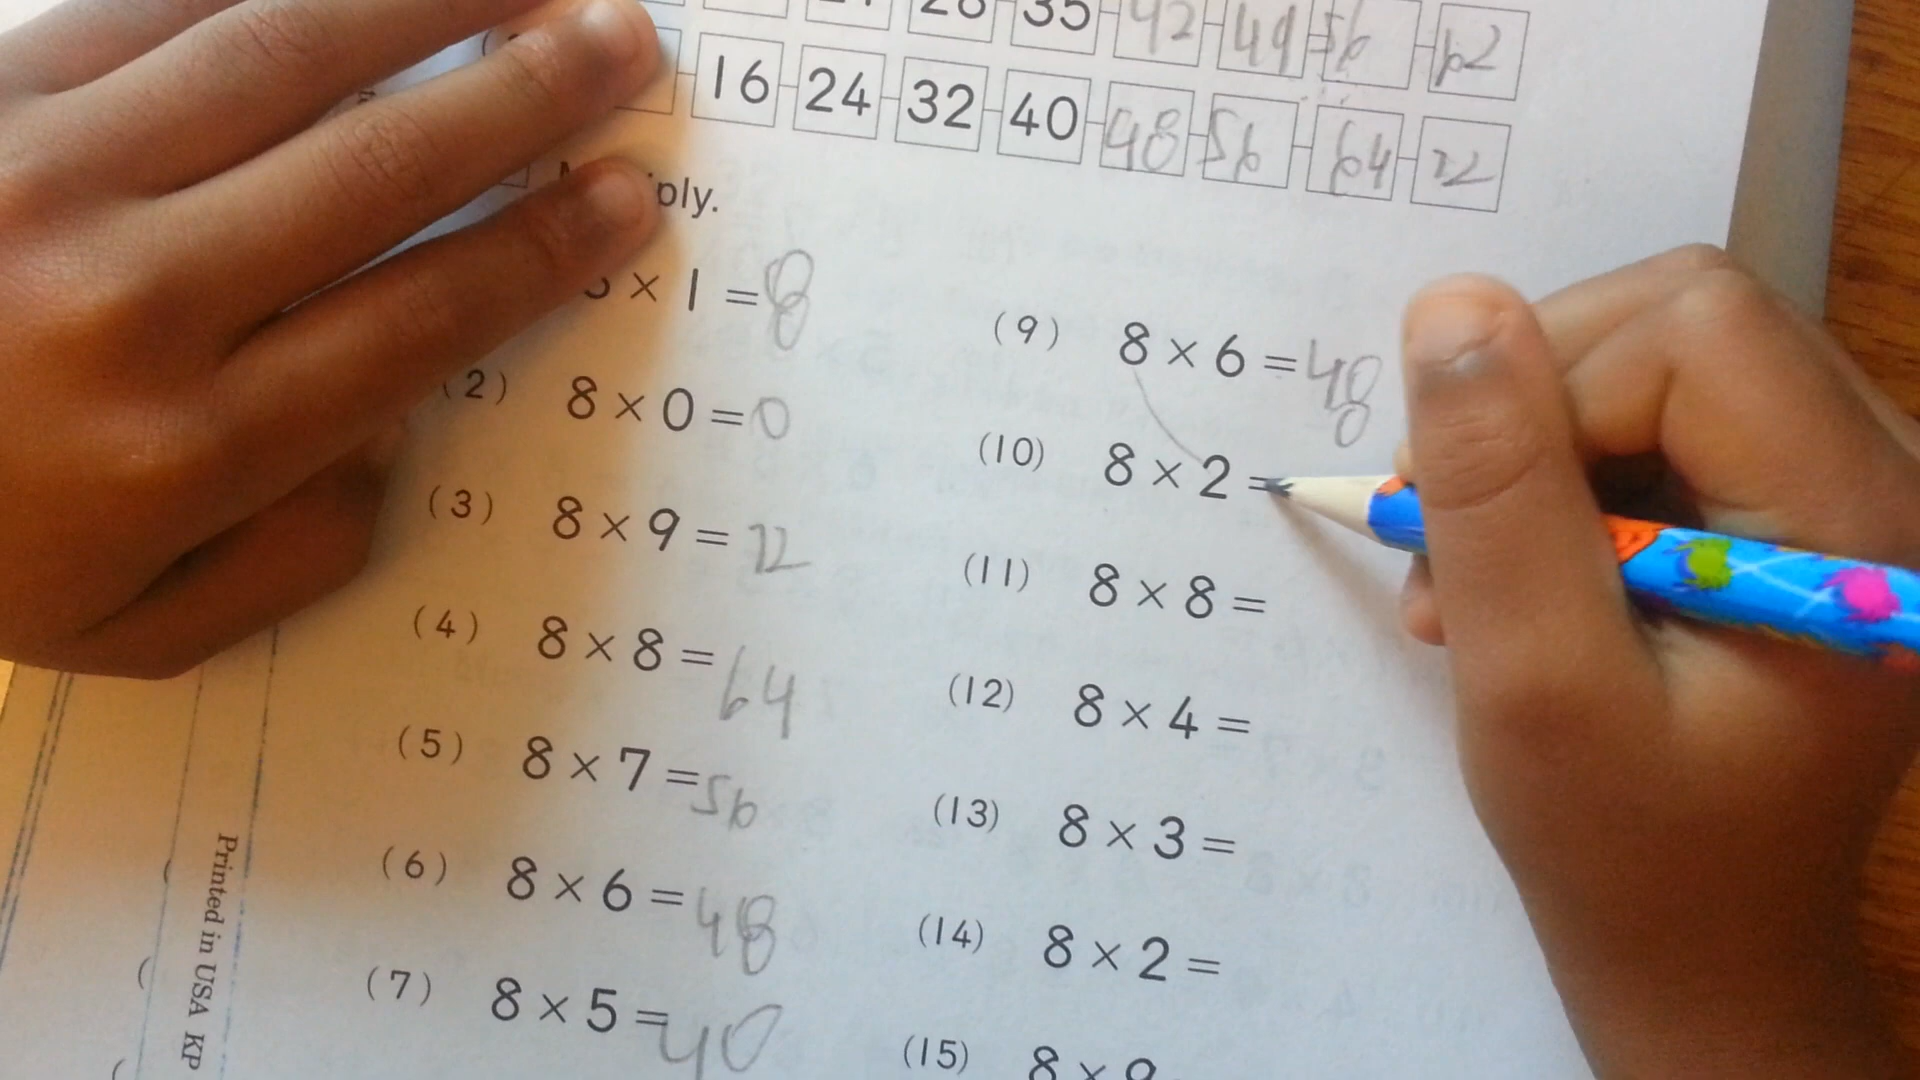 28 35 42 49 56 62
16 24 32 40 48 56 64 72
× 1 = 8
(2) 8 × 0 = 0
(3) 8 × 9 = 72
(4) 8 × 8 = 64
(5) 8 × 7 = 56
(6) 8 × 6 = 48
(7) 8 × 5 = 40
(9) 8 × 6 = 48
(10) 8 × 2 =
(11) 8 × 8 =
(12) 8 × 4 =
(13) 8 × 3 =
(14) 8 × 2 =
(15) 8 ×
Printed in USA KP